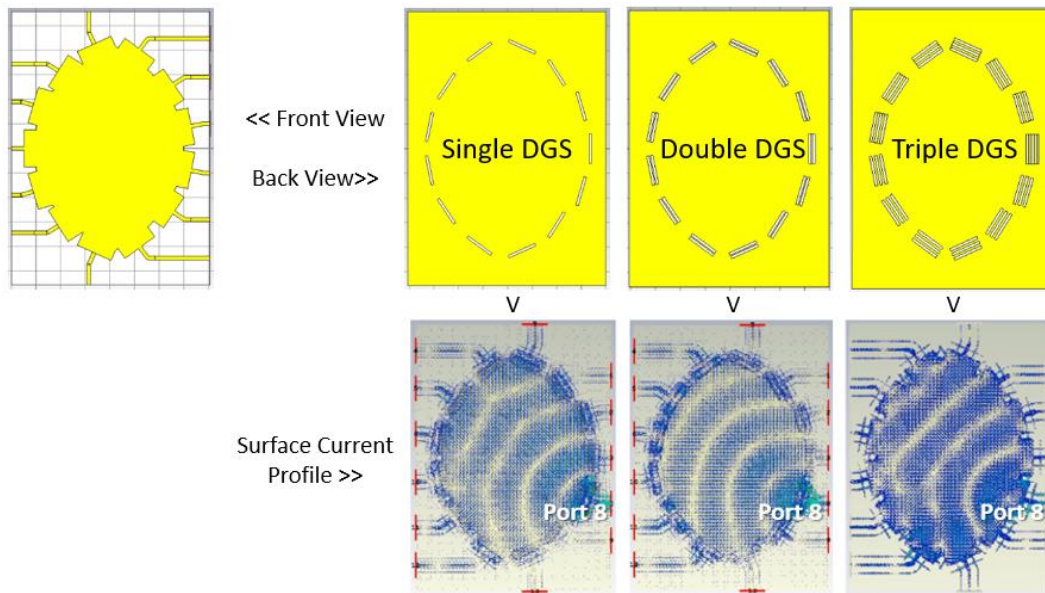 << Front View
Back View>>
Single DGS
Double DGS
Triple DGS
V
V
V
Surface Current
Profile >>
Port 8
Port 8
Port 8